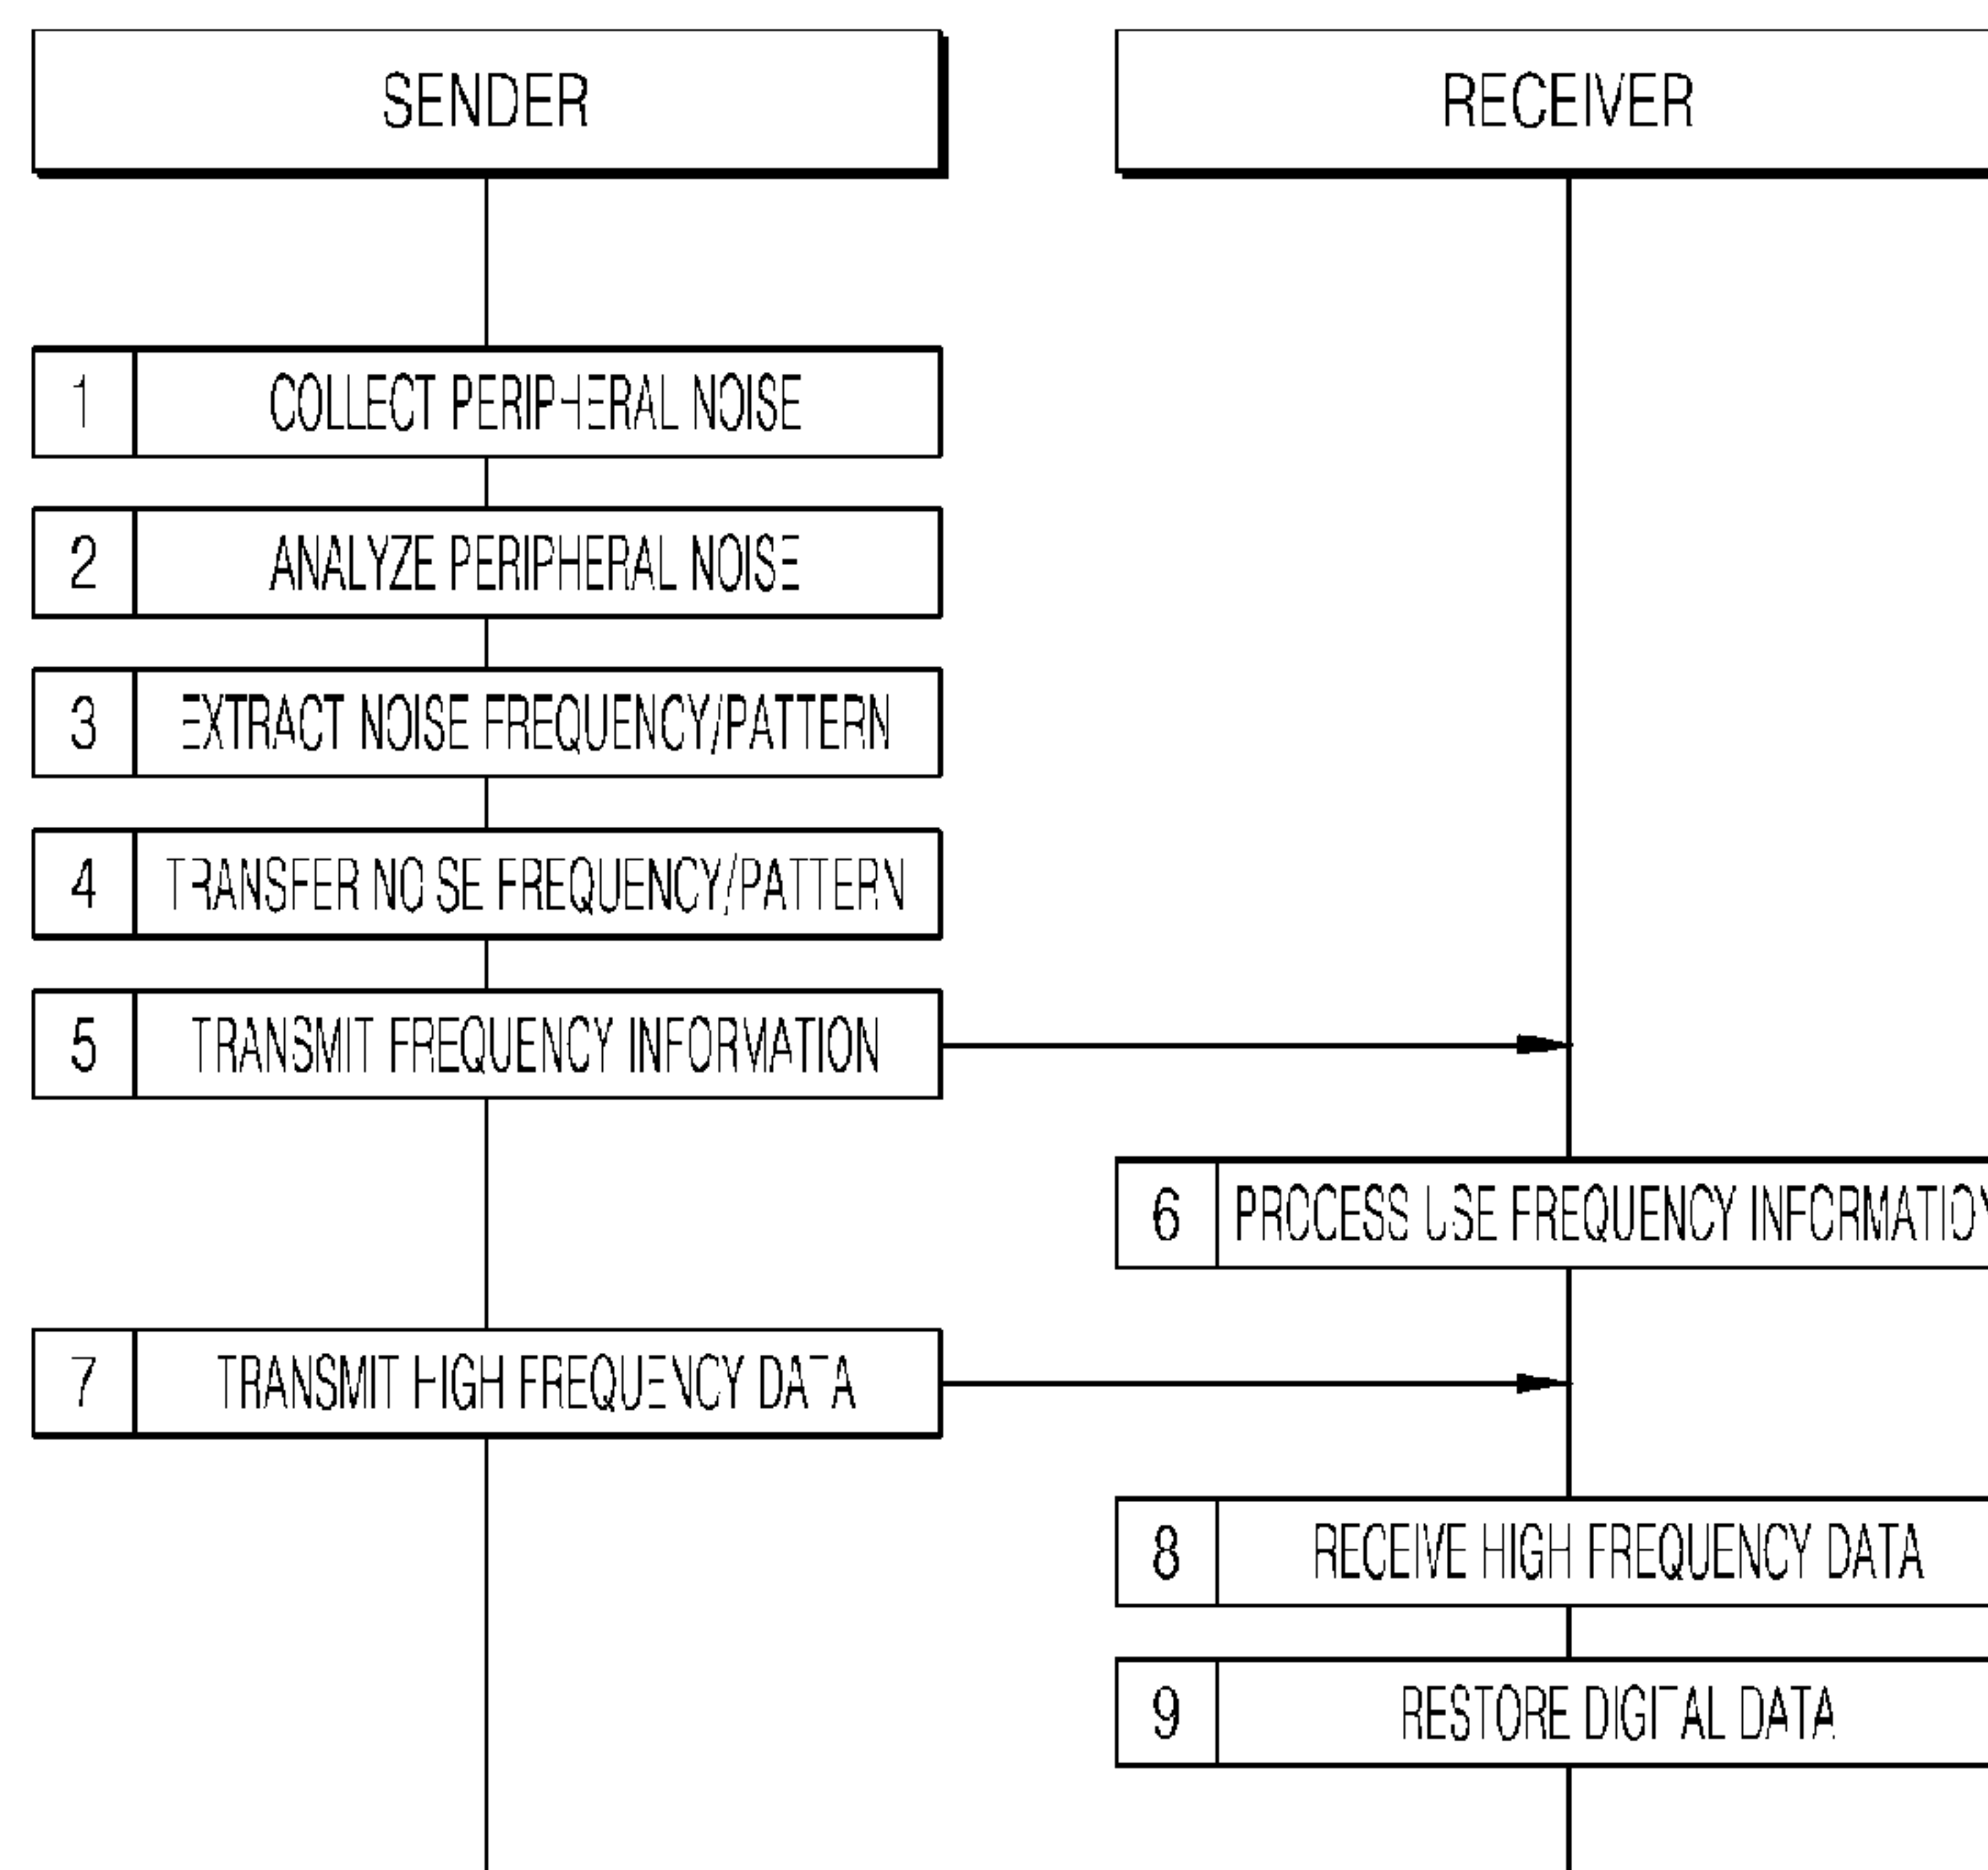 SENDER
RECEIVER
1 COLLECT PERIPHERAL NOISE
2 ANALYZE PERIPHERAL NOISE
3 EXTRACT NOISE FREQUENCY/PATTERN
4 TRANSFER NOISE FREQUENCY/PATTERN
5 TRANSMIT FREQUENCY INFORMATION
6 PROCESS USE FREQUENCY INFORMATION
7 TRANSMIT HIGH FREQUENCY DATA
8 RECEIVE HIGH FREQUENCY DATA
9 RESTORE DIGITAL DATA